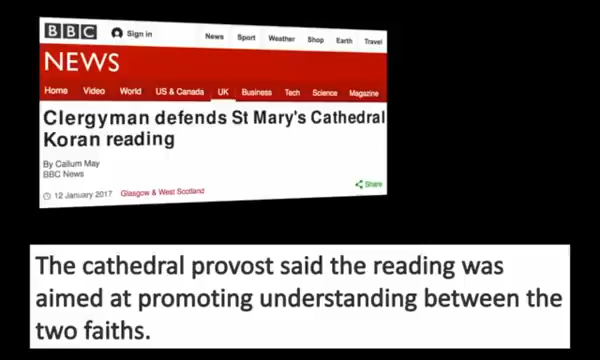 BBC Sign in News Sport Weather Shop Earth Travel
NEWS
Home Video World US & Canada UK Business Tech Science Magazine
Clergyman defends St Mary's Cathedral
Koran reading
By Callum May
BBC News
12 January 2017 Glasgow & West Scotland Share
The cathedral provost said the reading was
aimed at promoting understanding between the
two faiths.